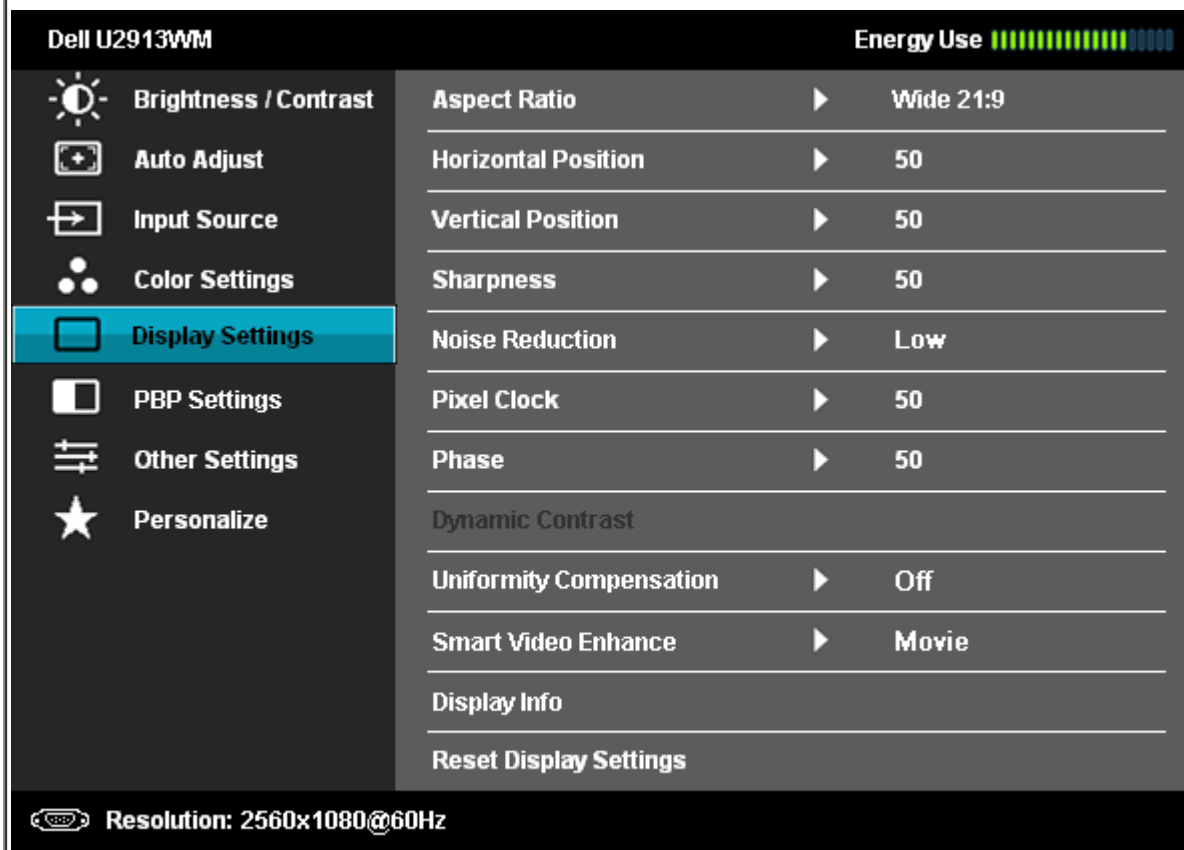 Dell U2913WM Energy Use
Brightness / Contrast Aspect Ratio Wide 21:9
Auto Adjust Horizontal Position 50
Input Source Vertical Position 50
Color Settings Sharpness 50
Display Settings Noise Reduction Low
PBP Settings Pixel Clock 50
Other Settings Phase 50
Personalize Dynamic Contrast
Uniformity Compensation Off
Smart Video Enhance Movie
Display Info
Reset Display Settings
Resolution: 2560x1080@60Hz